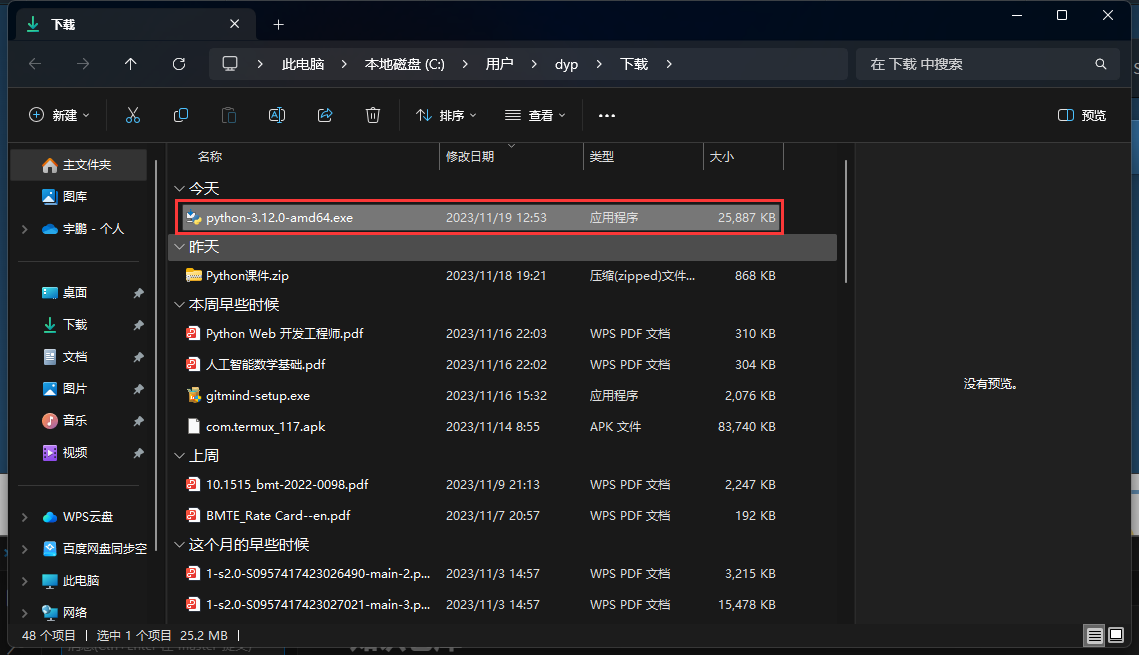 下载
此电脑 本地磁盘 (C:) 用户 dyp 下载 在 下载 中搜索
新建 排序 查看 预览
名称 修改日期 类型 大小
主文件夹
图库
宇鹏 - 个人
桌面
下载
文档
图片
音乐
视频
WPS云盘
百度网盘同步空
此电脑
网络
今天
python-3.12.0-amd64.exe 2023/11/19 12:53 应用程序 25,887 KB
昨天
Python课件.zip 2023/11/18 19:21 压缩(zipped)文件... 868 KB
本周早些时候
Python Web 开发工程师.pdf 2023/11/16 22:03 WPS PDF 文档 310 KB
人工智能数学基础.pdf 2023/11/16 22:02 WPS PDF 文档 304 KB
gitmind-setup.exe 2023/11/16 15:32 应用程序 2,076 KB
com.termux_117.apk 2023/11/14 8:55 APK 文件 83,740 KB
上周
10.1515_bmt-2022-0098.pdf 2023/11/9 21:13 WPS PDF 文档 2,247 KB
BMTE_Rate Card--en.pdf 2023/11/7 20:57 WPS PDF 文档 192 KB
这个月的早些时候
1-s2.0-S0957417423026490-main-2.p... 2023/11/3 14:57 WPS PDF 文档 3,215 KB
1-s2.0-S0957417423027021-main-3.p... 2023/11/3 14:57 WPS PDF 文档 15,478 KB
没有预览。
48 个项目 选中 1 个项目 25.2 MB